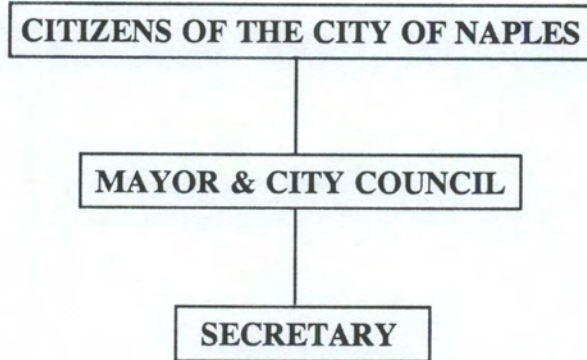 CITIZENS OF THE CITY OF NAPLES
MAYOR & CITY COUNCIL
SECRETARY